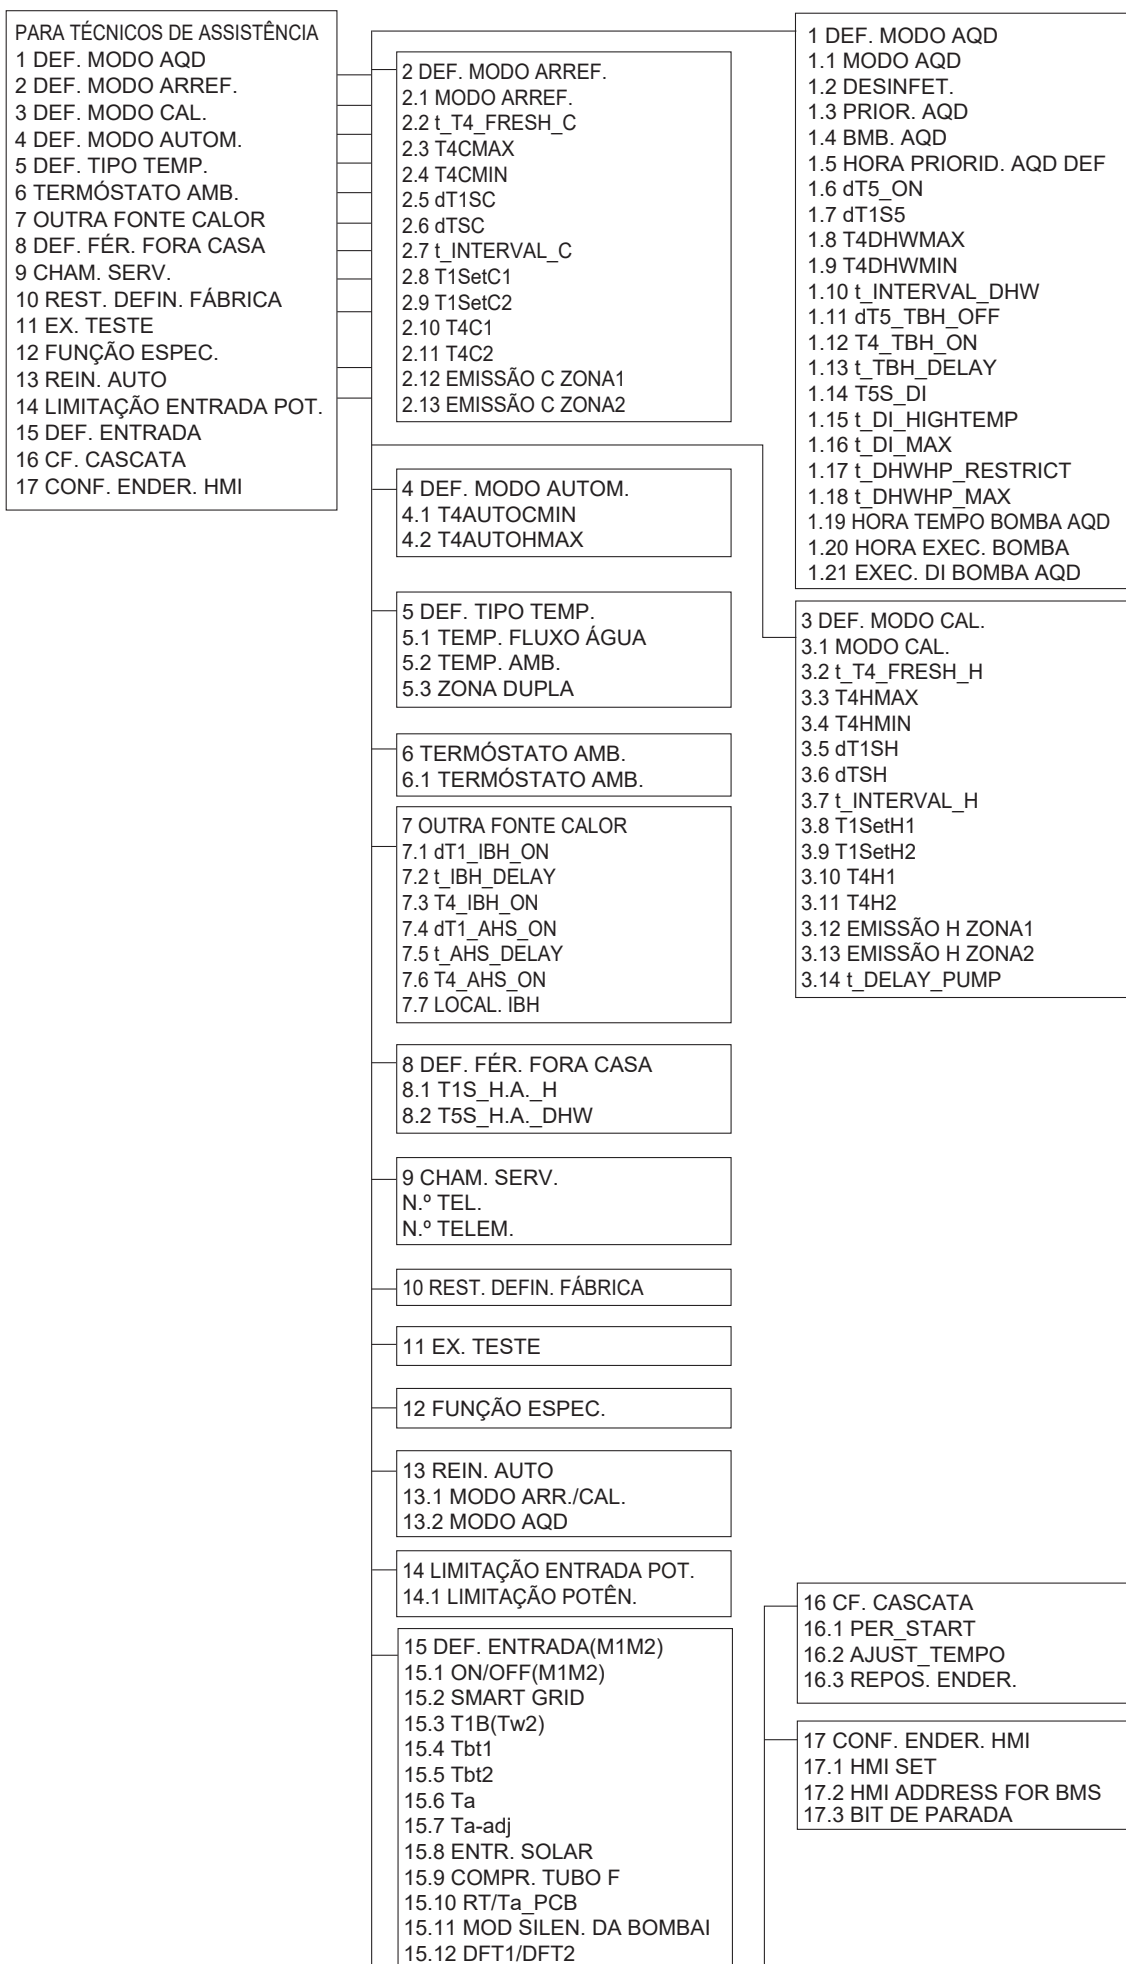 PARA TÉCNICOS DE ASSISTÊNCIA
1 DEF. MODO AQD
2 DEF. MODO ARREF.
3 DEF. MODO CAL.
4 DEF. MODO AUTOM.
5 DEF. TIPO TEMP.
6 TERMÓSTATO AMB.
7 OUTRA FONTE CALOR
8 DEF. FÉR. FORA CASA
9 CHAM. SERV.
10 REST. DEFIN. FÁBRICA
11 EX. TESTE
12 FUNÇÃO ESPEC.
13 REIN. AUTO
14 LIMITAÇÃO ENTRADA POT.
15 DEF. ENTRADA
16 CF. CASCATA
17 CONF. ENDER. HMI
2 DEF. MODO ARREF.
2.1 MODO ARREF.
2.2 t_T4_FRESH_C
2.3 T4CMAX
2.4 T4CMIN
2.5 dT1SC
2.6 dTSC
2.7 t_INTERVAL_C
2.8 T1SetC1
2.9 T1SetC2
2.10 T4C1
2.11 T4C2
2.12 EMISSÃO C ZONA1
2.13 EMISSÃO C ZONA2
4 DEF. MODO AUTOM.
4.1 T4AUTOCMIN
4.2 T4AUTOHMAX
5 DEF. TIPO TEMP.
5.1 TEMP. FLUXO ÁGUA
5.2 TEMP. AMB.
5.3 ZONA DUPLA
6 TERMÓSTATO AMB.
6.1 TERMÓSTATO AMB.
7 OUTRA FONTE CALOR
7.1 dT1_IBH_ON
7.2 t_IBH_DELAY
7.3 T4_IBH_ON
7.4 dT1_AHS_ON
7.5 t_AHS_DELAY
7.6 T4_AHS_ON
7.7 LOCAL. IBH
8 DEF. FÉR. FORA CASA
8.1 T1S_H.A._H
8.2 T5S_H.A._DHW
9 CHAM. SERV.
N.º TEL.
N.º TELEM.
10 REST. DEFIN. FÁBRICA
11 EX. TESTE
12 FUNÇÃO ESPEC.
13 REIN. AUTO
13.1 MODO ARR./CAL.
13.2 MODO AQD
14 LIMITAÇÃO ENTRADA POT.
14.1 LIMITAÇÃO POTÊN.
15 DEF. ENTRADA(M1M2)
15.1 ON/OFF(M1M2)
15.2 SMART GRID
15.3 T1B(Tw2)
15.4 Tbt1
15.5 Tbt2
15.6 Ta
15.7 Ta-adj
15.8 ENTR. SOLAR
15.9 COMPR. TUBO F
15.10 RT/Ta_PCB
15.11 MOD SILEN. DA BOMBAI
15.12 DFT1/DFT2
1 DEF. MODO AQD
1.1 MODO AQD
1.2 DESINFET.
1.3 PRIOR. AQD
1.4 BMB. AQD
1.5 HORA PRIORID. AQD DEF
1.6 dT5_ON
1.7 dT1S5
1.8 T4DHWMAX
1.9 T4DHWMIN
1.10 t_INTERVAL_DHW
1.11 dT5_TBH_OFF
1.12 T4_TBH_ON
1.13 t_TBH_DELAY
1.14 T5S_DI
1.15 t_DI_HIGHTEMP
1.16 t_DI_MAX
1.17 t_DHWHP_RESTRICT
1.18 t_DHWHP_MAX
1.19 HORA TEMPO BOMBA AQD
1.20 HORA EXEC. BOMBA
1.21 EXEC. DI BOMBA AQD
3 DEF. MODO CAL.
3.1 MODO CAL.
3.2 t_T4_FRESH_H
3.3 T4HMAX
3.4 T4HMIN
3.5 dT1SH
3.6 dTSH
3.7 t_INTERVAL_H
3.8 T1SetH1
3.9 T1SetH2
3.10 T4H1
3.11 T4H2
3.12 EMISSÃO H ZONA1
3.13 EMISSÃO H ZONA2
3.14 t_DELAY_PUMP
16 CF. CASCATA
16.1 PER_START
16.2 AJUST_TEMPO
16.3 REPOS. ENDER.
17 CONF. ENDER. HMI
17.1 HMI SET
17.2 HMI ADDRESS FOR BMS
17.3 BIT DE PARADA